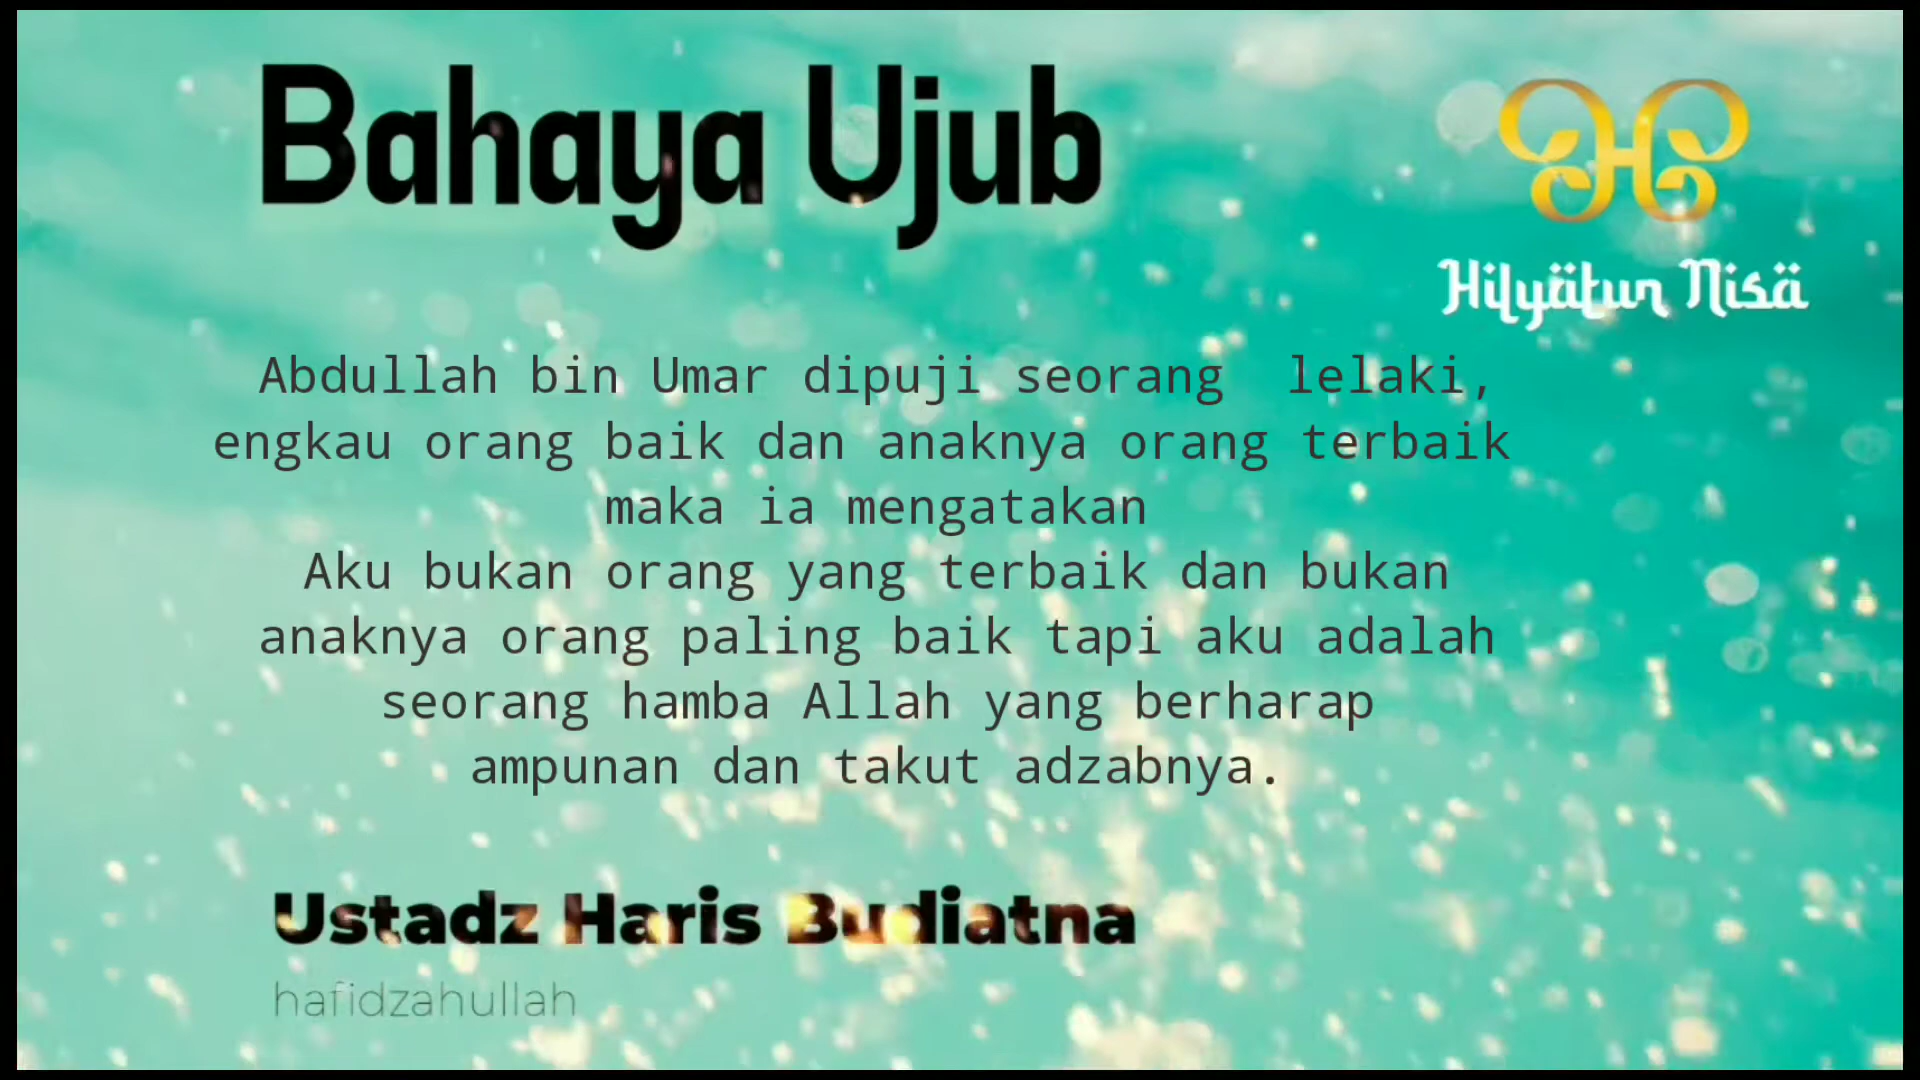 Bahaya Ujub
Hilyätun Nisä
Abdullah bin Umar dipuji seorang  lelaki,
engkau orang baik dan anaknya orang terbaik
maka ia mengatakan
Aku bukan orang yang terbaik dan bukan
anaknya orang paling baik tapi aku adalah
seorang hamba Allah yang berharap
ampunan dan takut adzabnya.
Ustadz Haris Budiatna
hafidzahullah